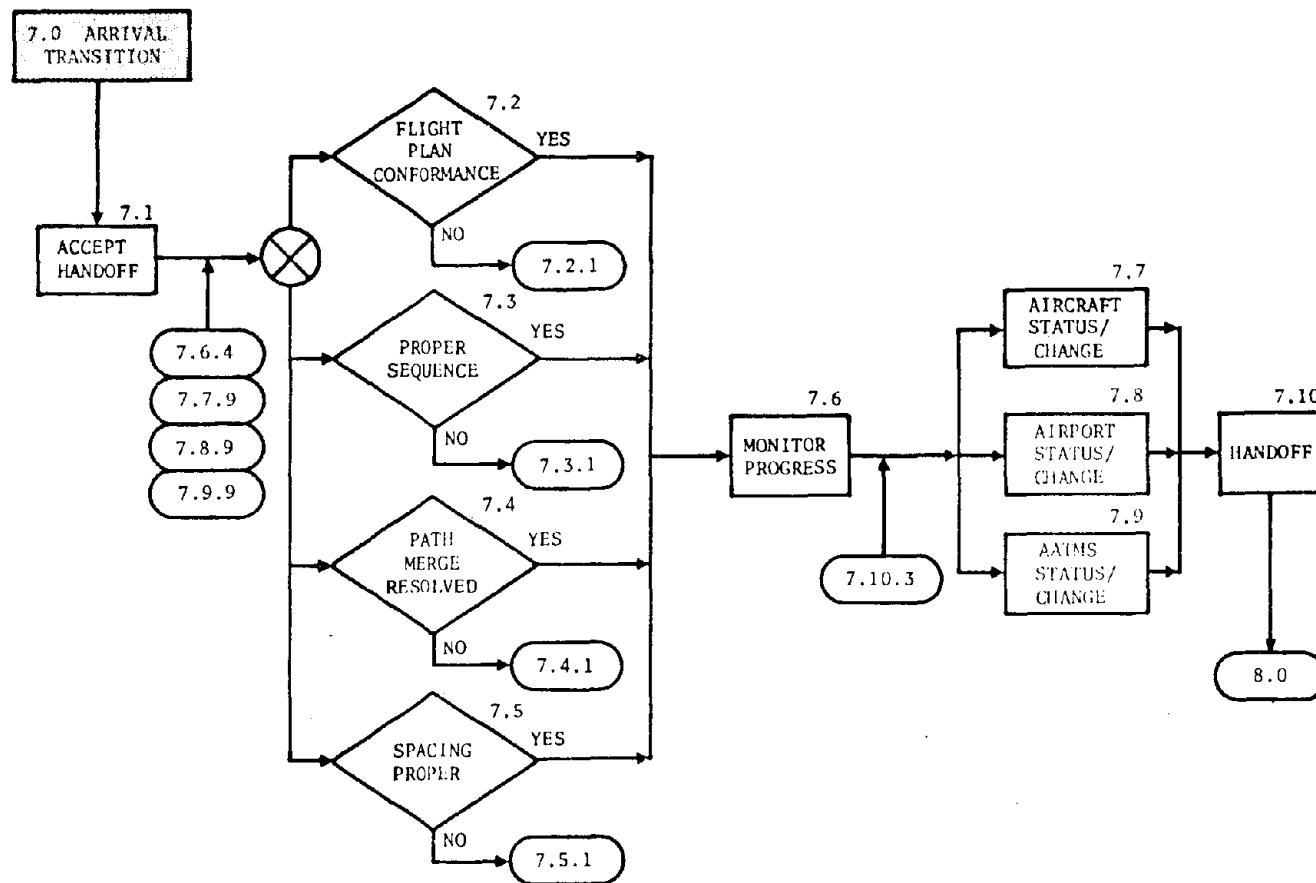 7.0 ARRIVAL
TRANSITION
7.1
ACCEPT
HANDOFF
7.6.4
7.7.9
7.8.9
7.9.9
7.2
FLIGHT
PLAN
CONFORMANCE
YES
NO
7.2.1
7.3
PROPER
SEQUENCE
YES
NO
7.3.1
7.4
PATH
MERGE
RESOLVED
YES
NO
7.4.1
7.5
SPACING
PROPER
YES
NO
7.5.1
7.6
MONITOR
PROGRESS
7.10.3
7.7
AIRCRAFT
STATUS/
CHANGE
7.8
AIRPORT
STATUS/
CHANGE
7.9
AATMS
STATUS/
CHANGE
7.10
HANDOFF
8.0